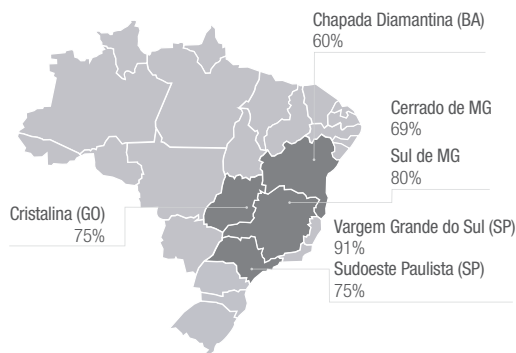 Chapada Diamantina (BA)
60%
Cerrado de MG
69%
Sul de MG
80%
Cristalina (GO)
75%
Vargem Grande do Sul (SP)
91%
Sudoeste Paulista (SP)
75%